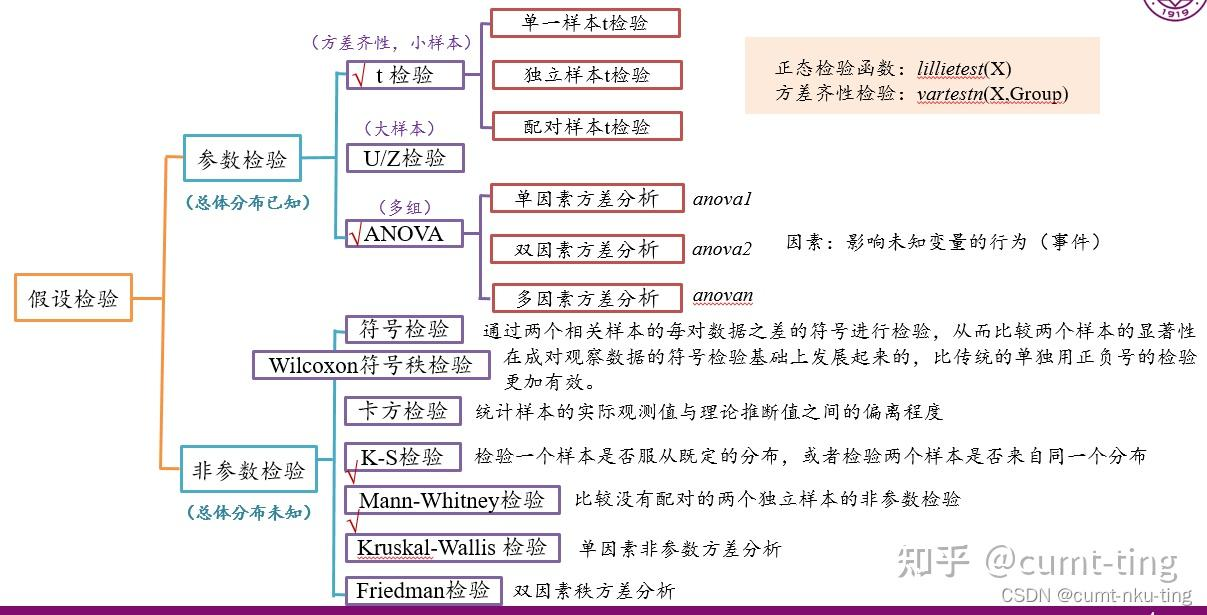 1919
单一样本t检验
(方差齐性，小样本)
√ t 检验
独立样本t检验
正态检验函数：lillietest(X)
方差齐性检验：vartestn(X,Group)
配对样本t检验
(大样本)
U/Z检验
参数检验
(总体分布已知)
(多组)
√ANOVA
单因素方差分析 anova1
双因素方差分析 anova2
因素：影响未知变量的行为（事件）
多因素方差分析 anovan
假设检验
符号检验 通过两个相关样本的每对数据之差的符号进行检验，从而比较两个样本的显著性
Wilcoxon符号秩检验 在成对观察数据的符号检验基础上发展起来的，比传统的单独用正负号的检验
更加有效。
卡方检验 统计样本的实际观测值与理论推断值之间的偏离程度
非参数检验
(总体分布未知)
K-S检验 检验一个样本是否服从既定的分布，或者检验两个样本是否来自同一个分布
√
Mann-Whitney检验 比较没有配对的两个独立样本的非参数检验
√
Kruskal-Wallis 检验 单因素非参数方差分析
Friedman检验 双因素秩方差分析
知乎 @cumt-ting
CSDN @cumt-nku-ting